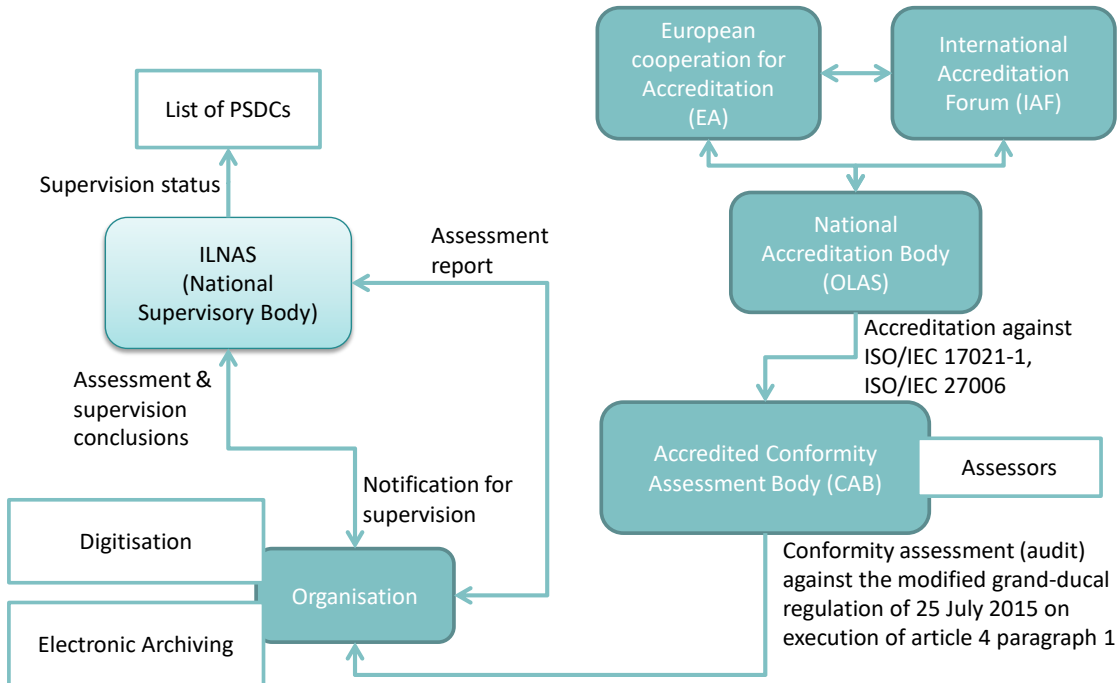 European
cooperation for
Accreditation
(EA)
International
Accreditation
Forum (IAF)
List of PSDCs
Supervision status
ILNAS
(National
Supervisory Body)
Assessment
report
National
Accreditation Body
(OLAS)
Accreditation against
ISO/IEC 17021-1,
ISO/IEC 27006
Assessment &
supervision
conclusions
Accredited Conformity
Assessment Body (CAB)
Assessors
Notification for
supervision
Digitisation
Organisation
Electronic Archiving
Conformity assessment (audit)
against the modified grand-ducal
regulation of 25 July 2015 on
execution of article 4 paragraph 1